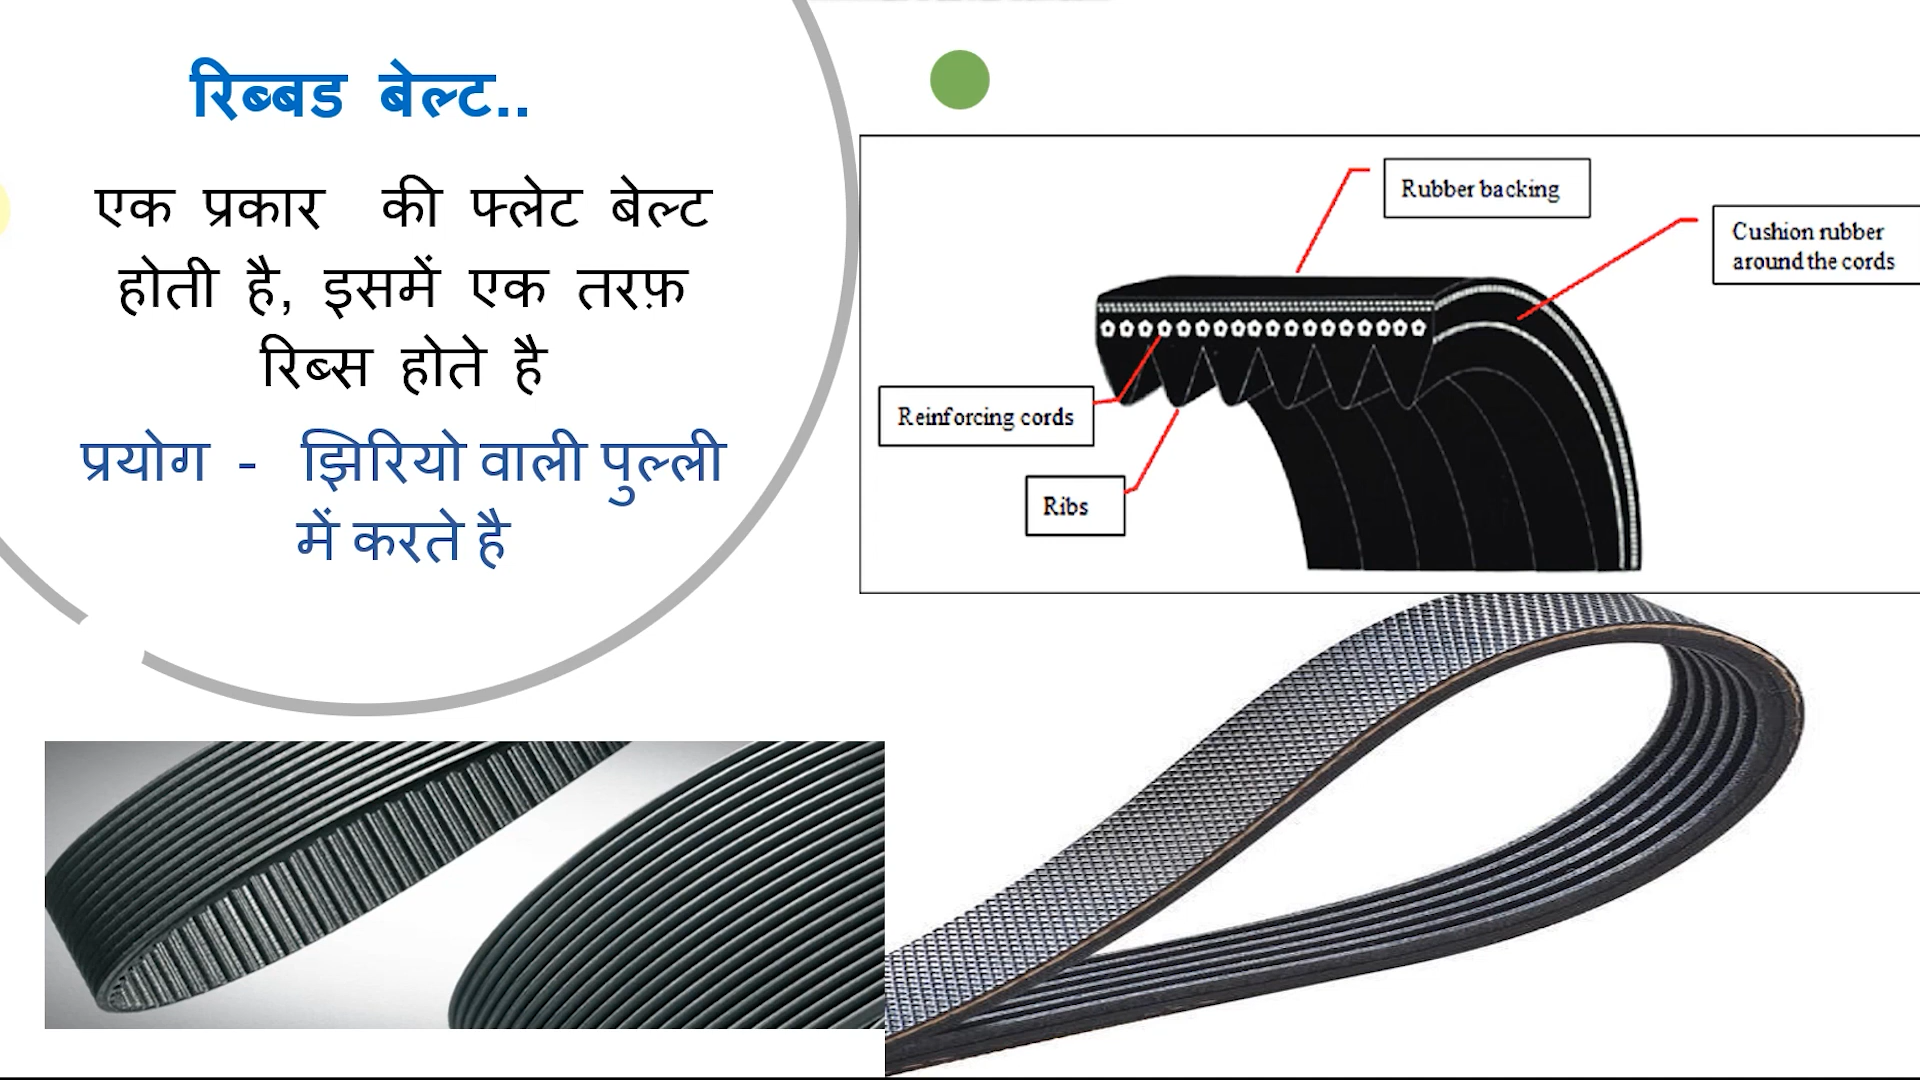 रिब्बड बेल्ट..
एक प्रकार की फ्लेट बेल्ट
होती है, इसमें एक तरफ़
रिब्स होते है
प्रयोग - झिरियो वाली पुल्ली
में करते है
Rubber backing
Cushion rubber
around the cords
Reinforcing cords
Ribs